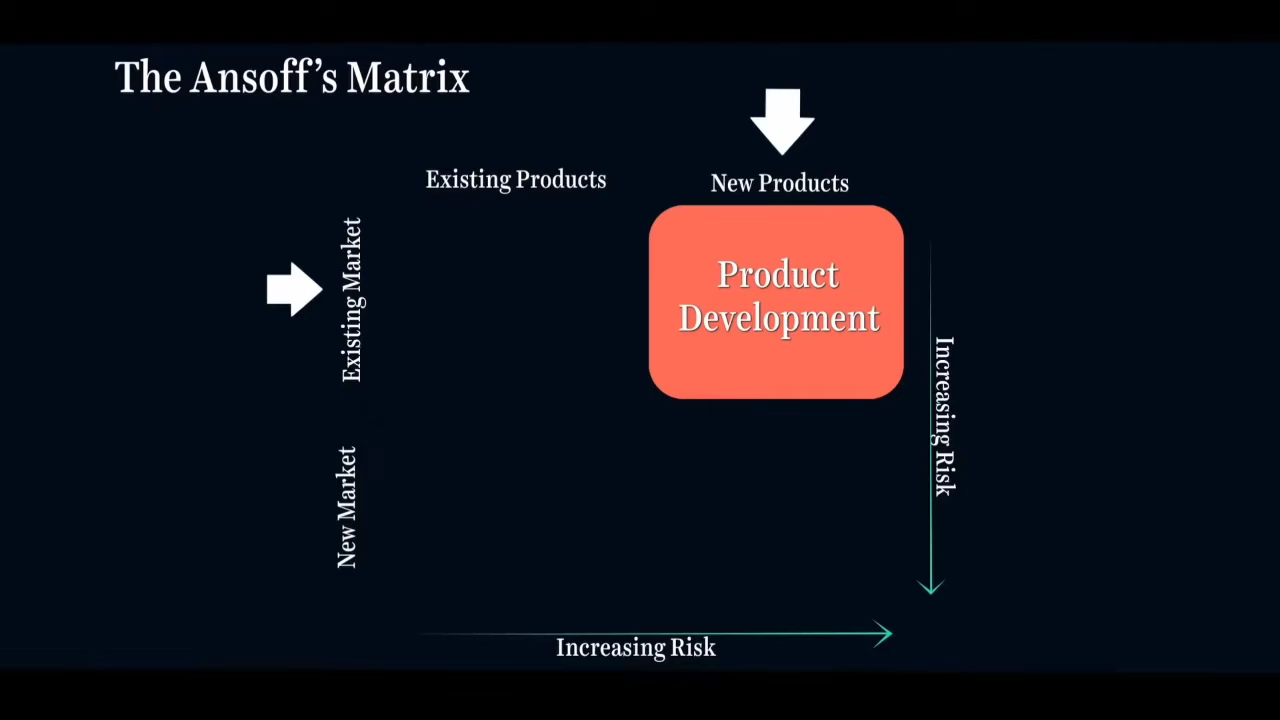 The Ansoff’s Matrix
Existing Products
New Products
Existing Market
Product
Development
Increasing Risk
New Market
Increasing Risk